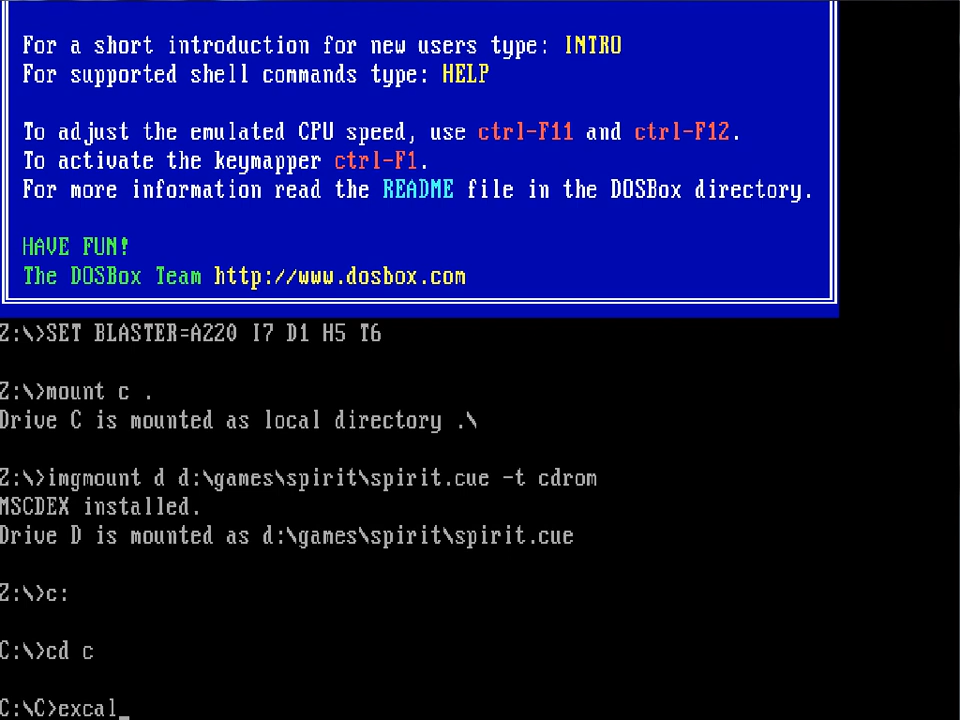 For a short introduction for new users type: INTRO
For supported shell commands type: HELP
To adjust the emulated CPU speed, use ctrl-F11 and ctrl-F12.
To activate the keymapper ctrl-F1.
For more information read the README file in the DOSBox directory.
HAVE FUN!
The DOSBox Team http://www.dosbox.com
Z:\>SET BLASTER=A220 I7 D1 H5 T6
Z:\>mount c .
Drive C is mounted as local directory .\
Z:\>imgmount d d:\games\spirit\spirit.cue -t cdrom
MSCDEX installed.
Drive D is mounted as d:\games\spirit\spirit.cue
Z:\>c:
C:\>cd c
C:\C>excal_